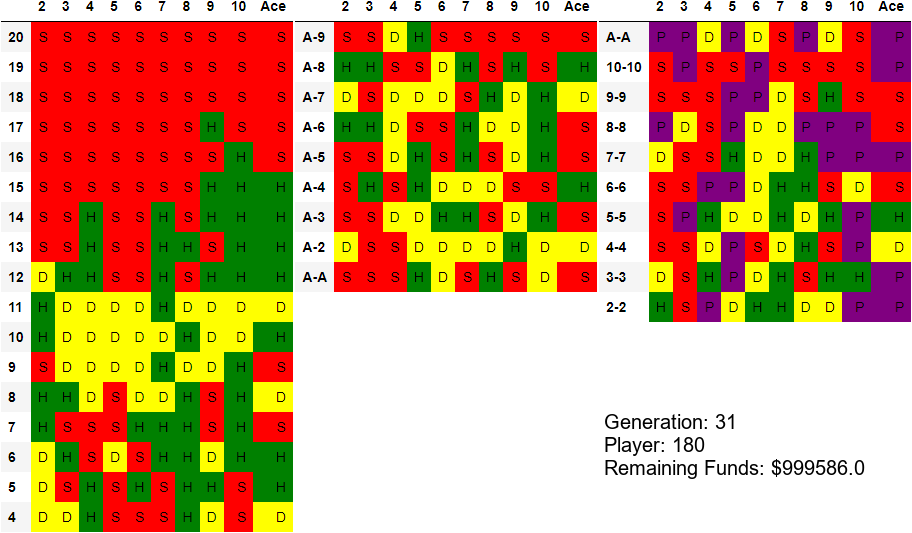 2 3 4 5 6 7 8 9 10 Ace
20 S S S S S S S S S S
19 S S S S S S S S S S
18 S S S S S S S S S S
17 S S S S S S S H S S
16 S S S S S S S S H S
15 S S S S S S S H H H
14 S S H S S H S H H H
13 S S H S S H H S H H
12 D H H S S H S H H H
11 H D D D D H D D D D
10 H D D D D D H D D H
9 S D D D D H D D H S
8 H H D S D D H S H D
7 H S S S H H H S H S
6 D H S D S H H D H H
5 D S H S H S H H S H
4 D D H S S S H D S D
2 3 4 5 6 7 8 9 10 Ace
A-9 S S D H S S S S S S
A-8 H H S S D H S H S H
A-7 D S D D D S H D H D
A-6 H H D S S H D D H S
A-5 S S D H S H S D H S
A-4 S H S H D D D S S H
A-3 S S D D H H S D H S
A-2 D S S D D D D H D D
A-A S S S H D S H S D S
2 3 4 5 6 7 8 9 10 Ace
A-A P P D P D S P D S P
10-10 S P S S P S S S S P
9-9 S S S P P D S H S S
8-8 P D S P D D P P P S
7-7 D S S H D D H P P P
6-6 S S P P D H H S D S
5-5 S P H D D H D H P H
4-4 S S D P S D H S P D
3-3 D S H P D H S H H P
2-2 H S P D H H D D P P
Generation: 31
Player: 180
Remaining Funds: $999586.0